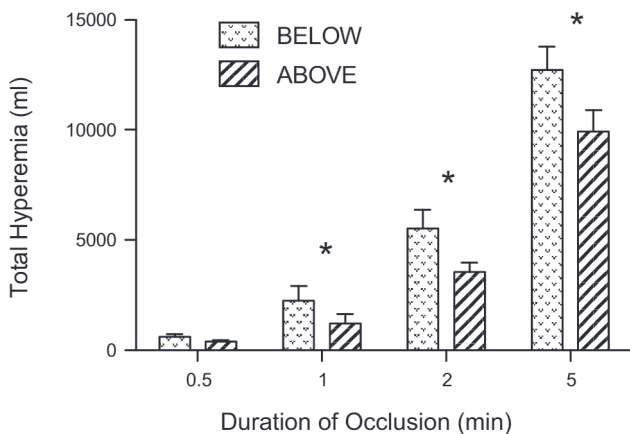 15000
10000
5000
0
Total Hyperemia (ml)
BELOW
ABOVE
*
*
*
0.5 1 2 5
Duration of Occlusion (min)